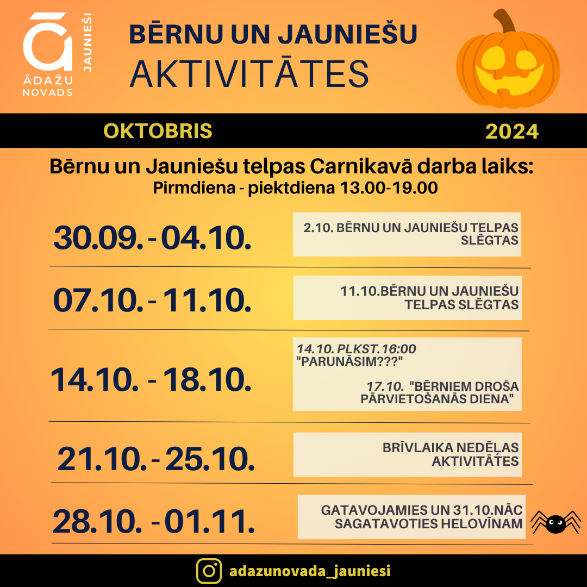 ā
JAUNIEŠI
ĀDAŽU
NOVADS
BĒRNU UN JAUNIEŠU
AKTIVITĀTES
OKTOBRIS 2024
Bērnu un Jauniešu telpas Carnikavā darba laiks:
Pirmdiena - piektdiena 13.00-19.00
30.09. - 04.10.
2.10. BĒRNU UN JAUNIEŠU TELPAS
SLĒGTAS
07.10. - 11.10.
11.10.BĒRNU UN JAUNIEŠU
TELPAS SLĒGTAS
14.10. - 18.10.
14.10. PLKST.16:00
"PARUNĀSIM???"
17.10. "BĒRNIEM DROŠA
PĀRVIETOŠANĀS DIENA"
21.10. - 25.10.
BRĪVLAIKA NEDĒĻAS
AKTIVITĀTES
28.10. - 01.11.
GATAVOJAMIES UN 31.10.NĀC
SAGATAVOTIES HELOVĪNAM
adazunovada_jauniesi